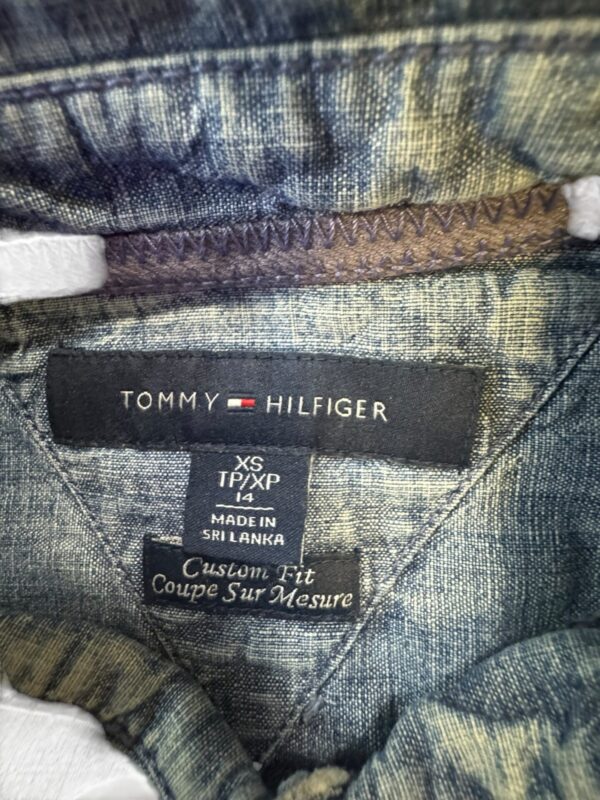 TOMMY HILFIGER
XS
TP/XP
14
MADE IN
SRI LANKA
Custom Fit
Coupe Sur Mesure